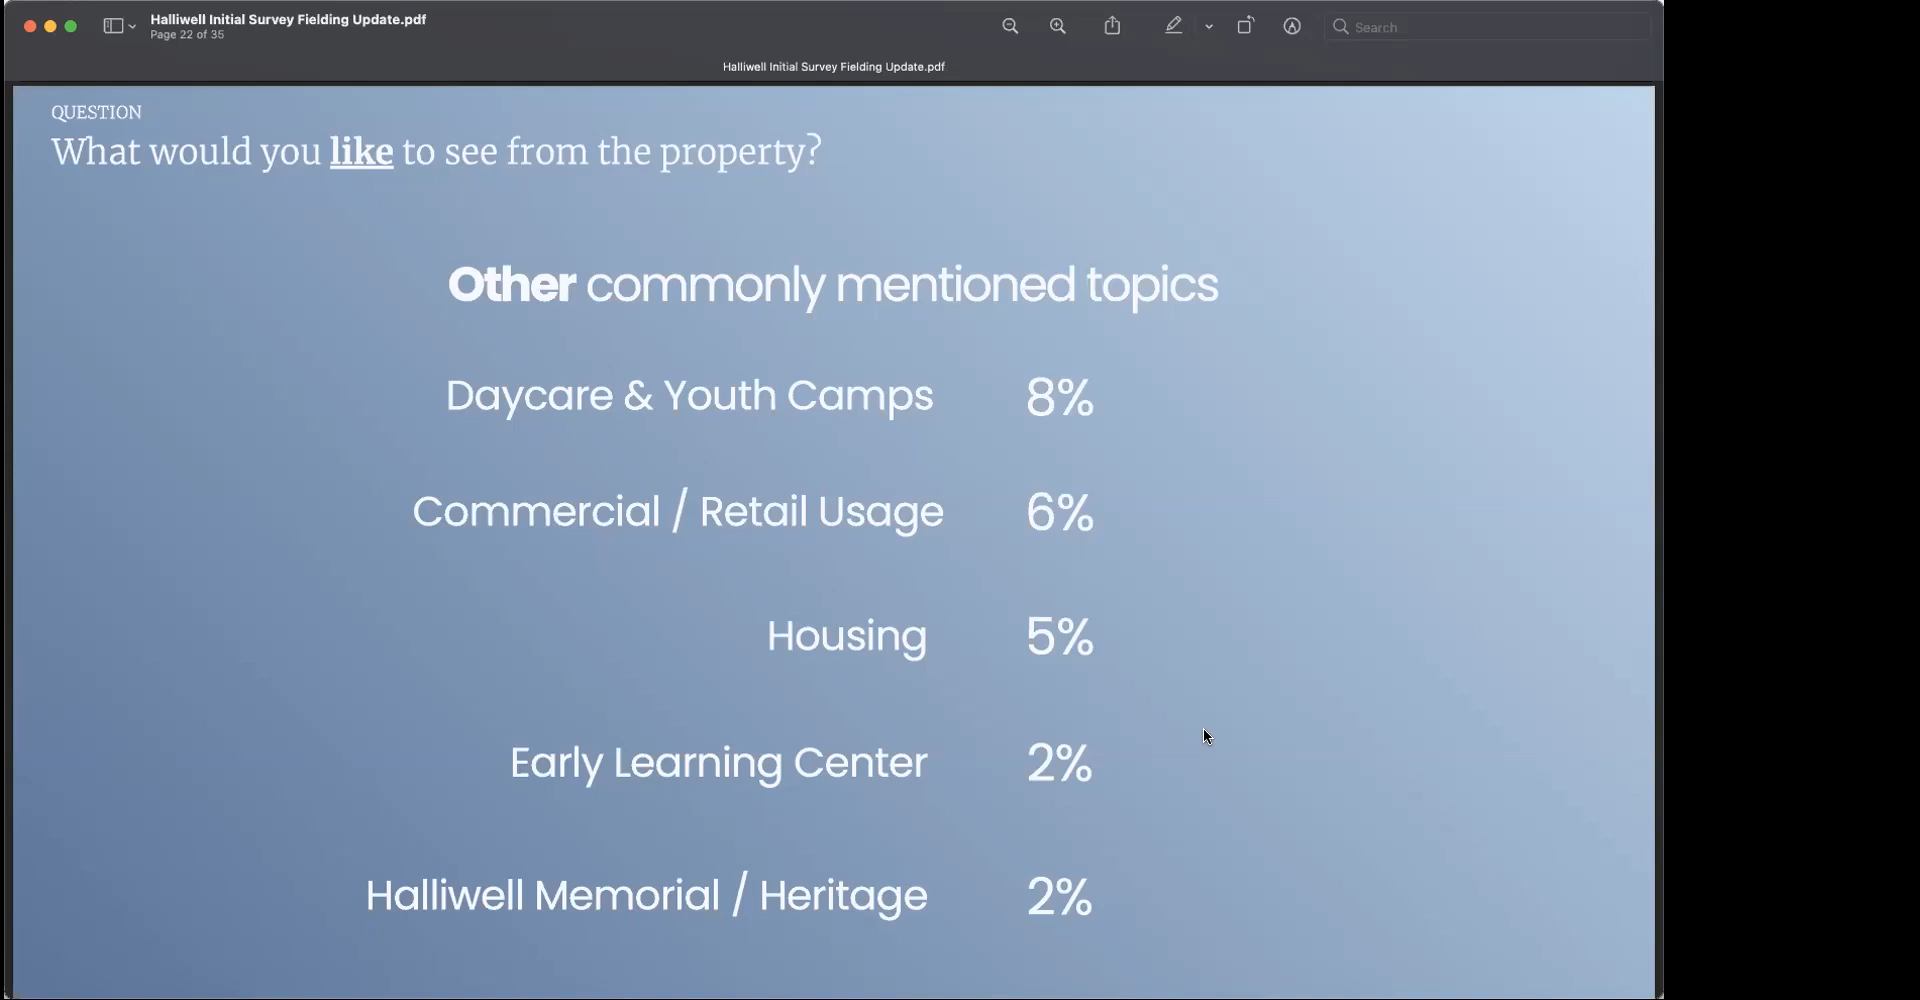 Halliwell Initial Survey Fielding Update.pdf
Page 22 of 35
Search
Halliwell Initial Survey Fielding Update.pdf
QUESTION
What would you like to see from the property?
Other commonly mentioned topics
Daycare & Youth Camps 8%
Commercial / Retail Usage 6%
Housing 5%
Early Learning Center 2%
Halliwell Memorial / Heritage 2%